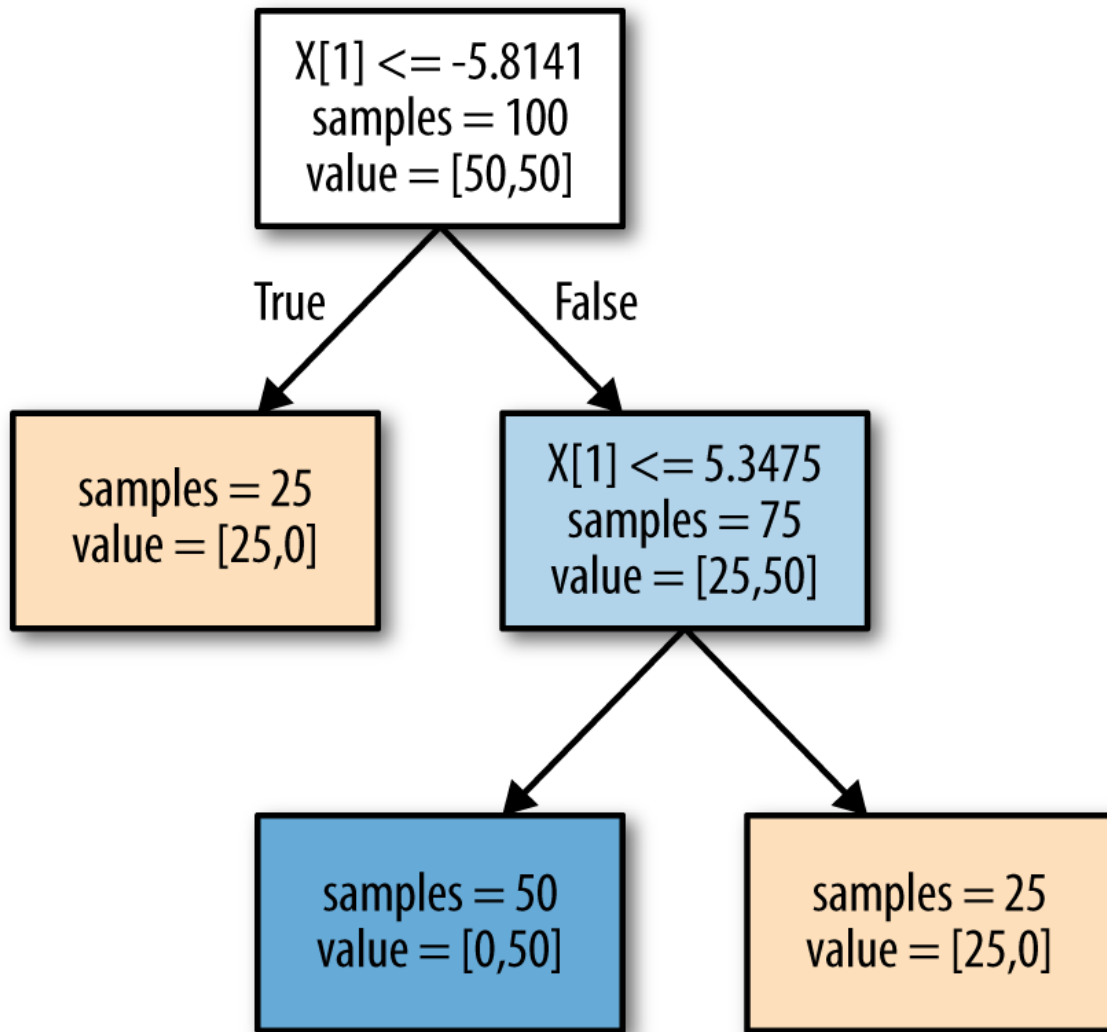 X[1] <= -5.8141
samples = 100
value = [50,50]
True
False
samples = 25
value = [25,0]
X[1] <= 5.3475
samples = 75
value = [25,50]
samples = 50
value = [0,50]
samples = 25
value = [25,0]